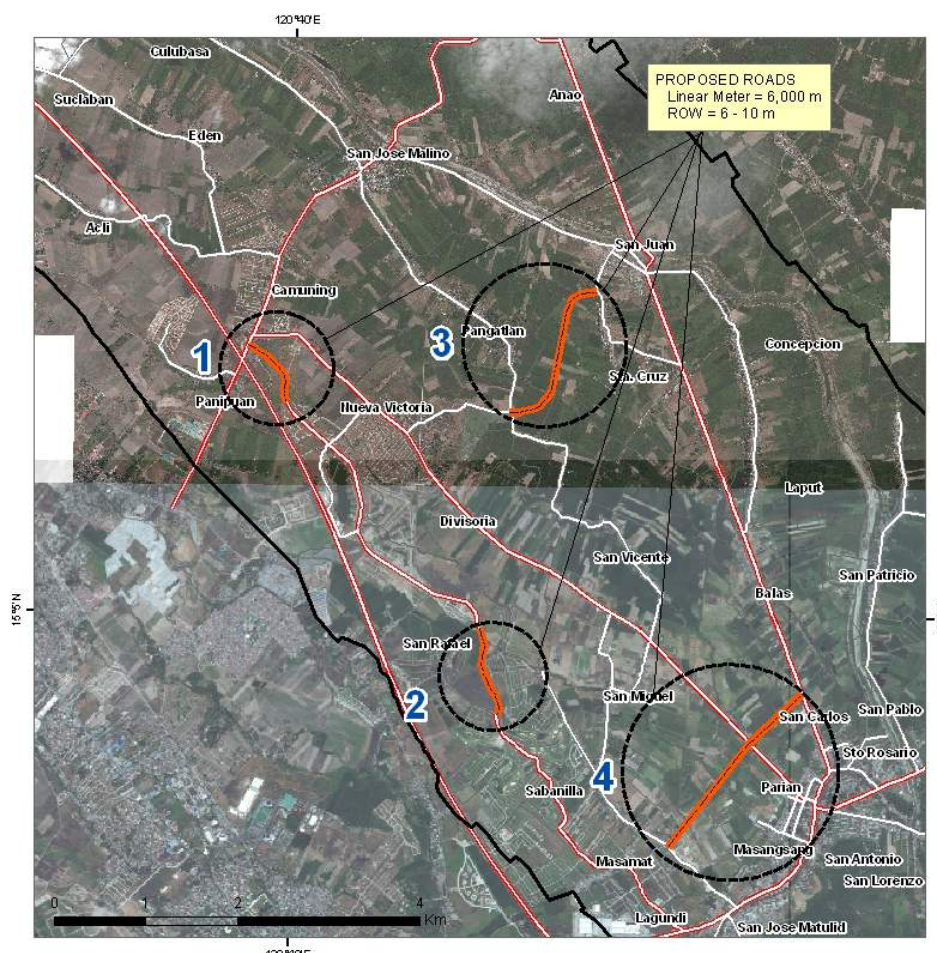 120°40'E
Culubasa
PROPOSED ROADS
Linear Meter = 6,000 m
ROW = 6 - 10 m
Suclaban
Anao
Eden
San Jose Malino
Acli
San Juan
Camuning
3
Pangatlan
Concepcion
1
Sta. Cruz
Panipuan
Nueva Victoria
Laput
Divisoria
San Vicente
San Patricio
Balas
15°5'N
San Rafael
San Miguel
2
San Carlos
San Pablo
Sto Rosario
4
Sabanilla
Parian
Masangsang
Masamat
San Antonio
San Lorenzo
0 1 2 4
Km
Lagundi
San Jose Matulid